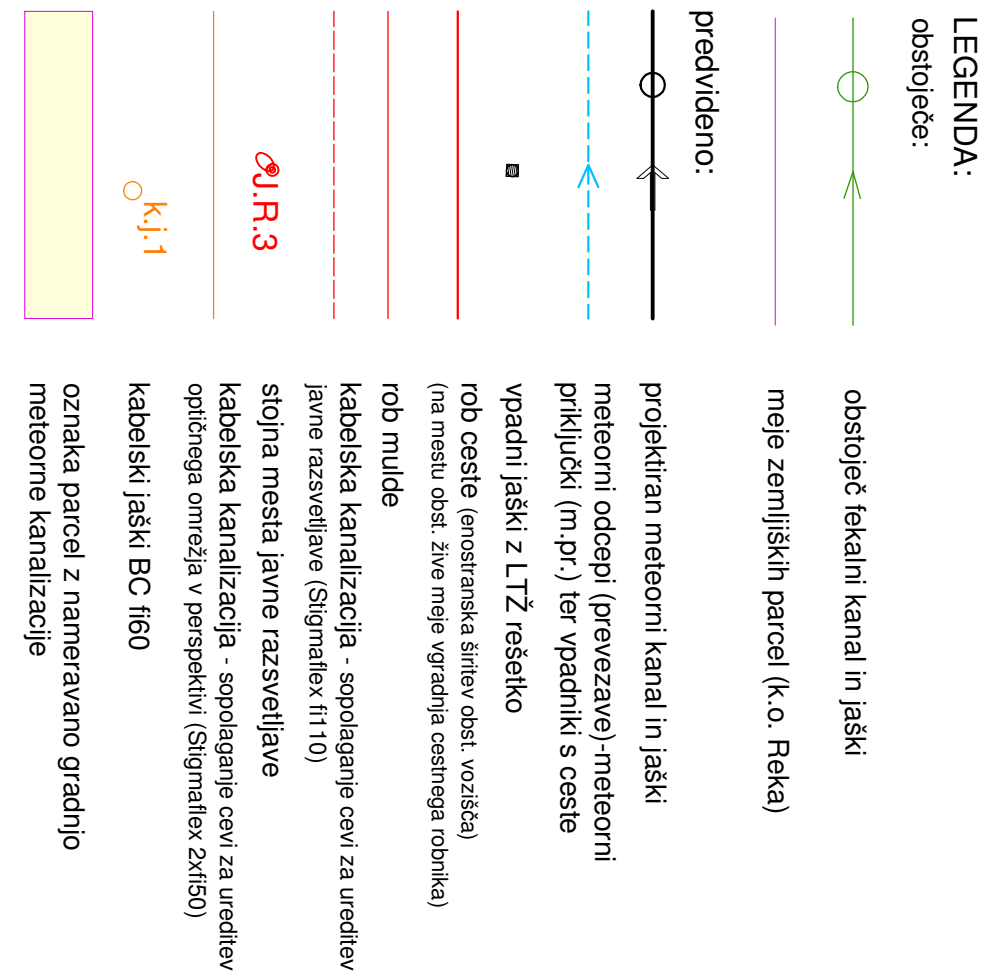 LEGENDA:
obstoječe:
obstoječ fekalni kanal in jaški
meje zemljiških parcel (k.o. Reka)
predvideno:
projektiran meteorni kanal in jaški
meteorni odcepi (prevezave)-meteorni
priključki (m.pr.) ter vpadniki s ceste
vpadni jaški z LTŽ rešetko
rob ceste (enostranska širitev obst. vozišča)
(na mestu obst. žive meje vgradnja cestnega robnika)
rob mulde
kabelska kanalizacija - sopolaganje cevi za ureditev
javne razsvetljave (Stigmaflex fi110)
J.R.3
stojna mesta javne razsvetljave
kabelska kanalizacija - sopolaganje cevi za ureditev
optičnega omrežja v perspektivi (Stigmaflex 2xfi50)
k.j.1
kabelski jaški BC fi60
oznaka parcel z nameravano gradnjo
meteorne kanalizacije